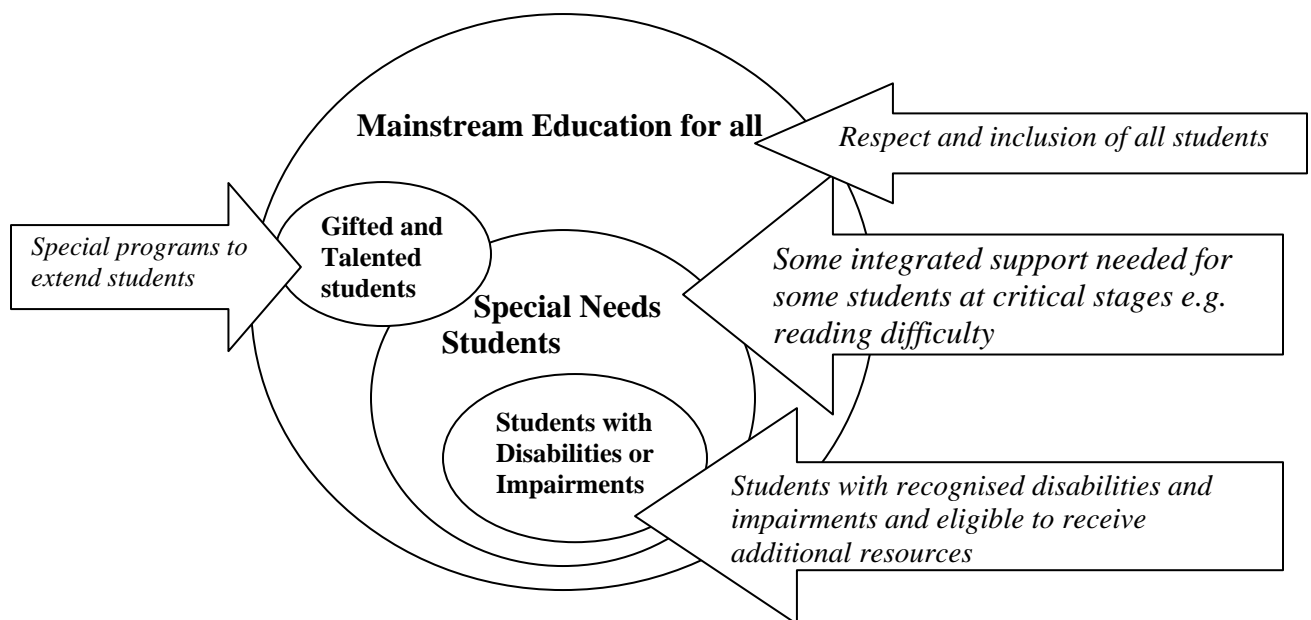 Mainstream Education for all
Respect and inclusion of all students
Special programs to
extend students
Gifted and
Talented
students
Some integrated support needed for
some students at critical stages e.g.
reading difficulty
Special Needs
Students
Students with
Disabilities or
Impairments
Students with recognised disabilities and
impairments and eligible to receive
additional resources